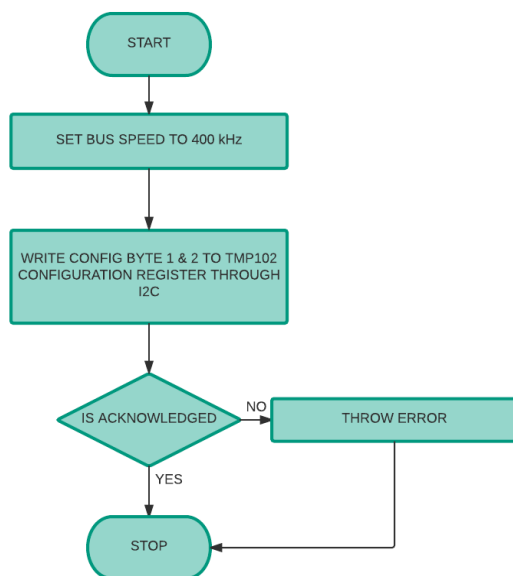 START
SET BUS SPEED TO 400 kHz
WRITE CONFIG BYTE 1 & 2 TO TMP102
CONFIGURATION REGISTER THROUGH
I2C
IS ACKNOWLEDGED
NO
THROW ERROR
YES
STOP